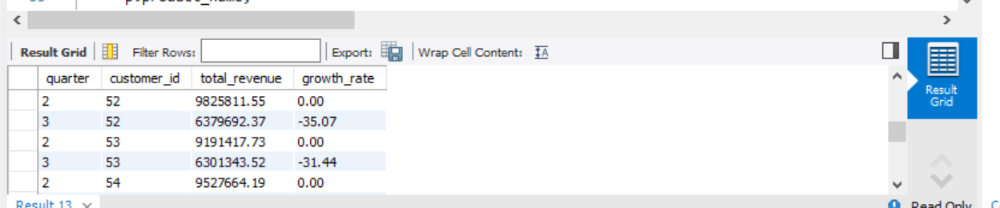 Result Grid Filter Rows: Export: Wrap Cell Content:
quarter customer_id total_revenue growth_rate
2 52 9825811.55 0.00
3 52 6379692.37 -35.07
2 53 9191417.73 0.00
3 53 6301343.52 -31.44
2 54 9527664.19 0.00
Result
Grid
Result 13
Read Only